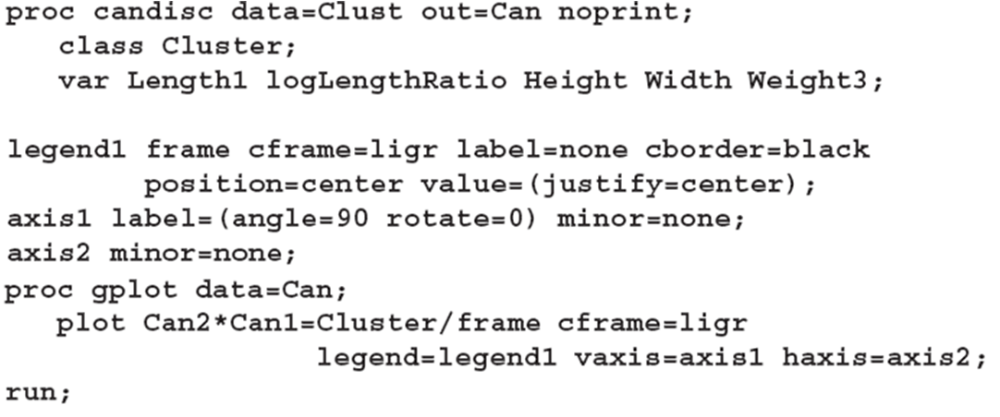 proc candisc data=Clust out=Can noprint;
   class Cluster;
   var Length1 logLengthRatio Height Width Weight3;

legend1 frame cframe=ligr label=none cborder=black
        position=center value=(justify=center);
axis1 label=(angle=90 rotate=0) minor=none;
axis2 minor=none;
proc gplot data=Can;
   plot Can2*Can1=Cluster/frame cframe=ligr
                  legend=legend1 vaxis=axis1 haxis=axis2;
run;